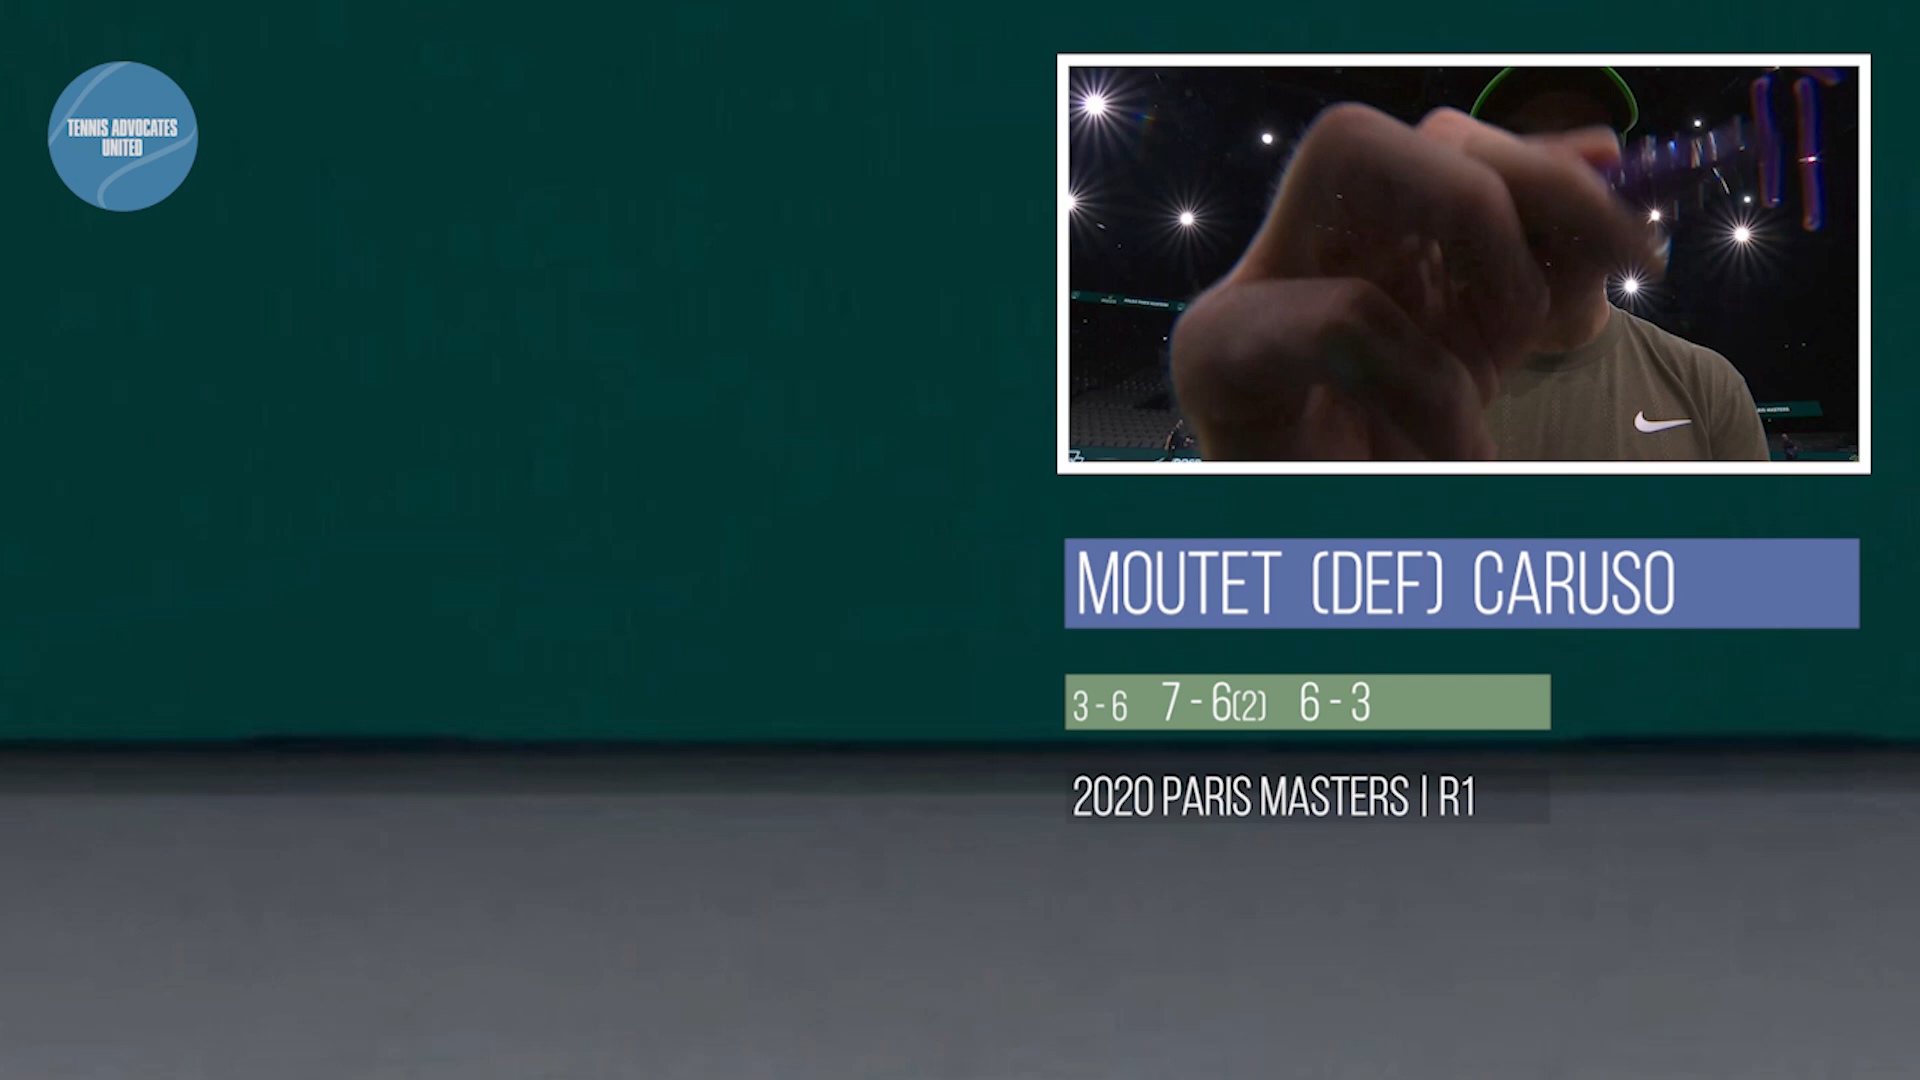 TENNIS ADVOCATES
UNITED
MOUTET (DEF) CARUSO
3 - 6 7 - 6(2) 6 - 3
2020 PARIS MASTERS | R1